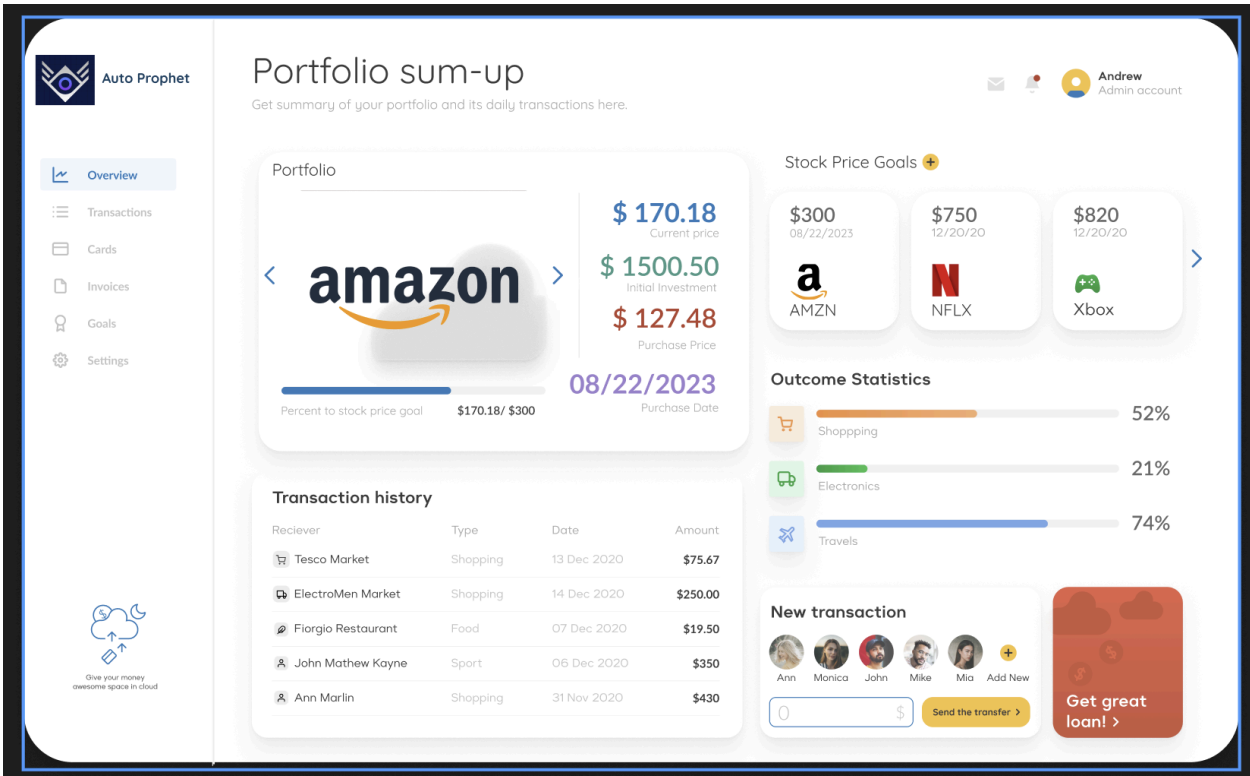 Auto Prophet
Overview
Transactions
Cards
Invoices
Goals
Settings
Give your money
awesome space in cloud
Portfolio sum-up
Get summary of your portfolio and its daily transactions here.
Andrew
Admin account
Portfolio
amazon
$ 170.18
Current price
$ 1500.50
Initial Investment
$ 127.48
Purchase Price
08/22/2023
Purchase Date
Percent to stock price goal $170.18/ $300
Stock Price Goals +
$300
08/22/2023
a
AMZN
$750
12/20/20
N
NFLX
$820
12/20/20
Xbox
Outcome Statistics
52%
Shoppping
21%
Electronics
74%
Travels
Transaction history
Reciever Type Date Amount
Tesco Market Shopping 13 Dec 2020 $75.67
ElectroMen Market Shopping 14 Dec 2020 $250.00
Fiorgio Restaurant Food 07 Dec 2020 $19.50
John Mathew Kayne Sport 06 Dec 2020 $350
Ann Marlin Shopping 31 Nov 2020 $430
New transaction
Ann Monica John Mike Mia Add New
0 $
Send the transfer >
Get great
loan! >